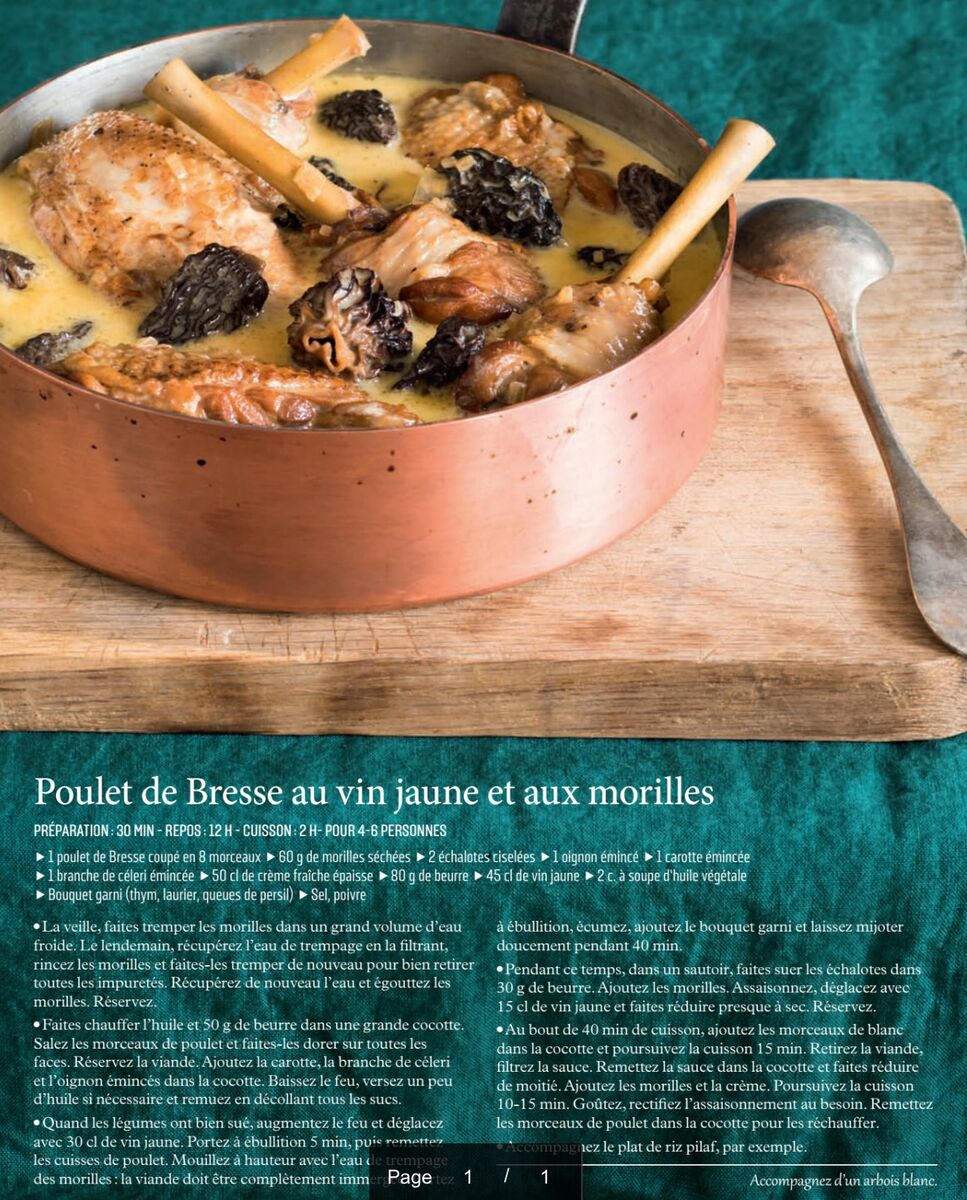 Poulet de Bresse au vin jaune et aux morilles
PRÉPARATION : 30 MIN - REPOS : 12 H - CUISSON : 2 H- POUR 4-6 PERSONNES
▶ 1 poulet de Bresse coupé en 8 morceaux ▶ 60 g de morilles séchées ▶ 2 échalotes ciselées ▶ 1 oignon émincé ▶ 1 carotte émincée
▶ 1 branche de céleri émincée ▶ 50 cl de crème fraîche épaisse ▶ 80 g de beurre ▶ 45 cl de vin jaune ▶ 2 c. à soupe d'huile végétale
▶ Bouquet garni (thym, laurier, queues de persil) ▶ Sel, poivre
• La veille, faites tremper les morilles dans un grand volume d'eau
froide. Le lendemain, récupérez l'eau de trempage en la filtrant,
rincez les morilles et faites-les tremper de nouveau pour bien retirer
toutes les impuretés. Récupérez de nouveau l'eau et égouttez les
morilles. Réservez.
• Faites chauffer l'huile et 50 g de beurre dans une grande cocotte.
Salez les morceaux de poulet et faites-les dorer sur toutes les
faces. Réservez la viande. Ajoutez la carotte, la branche de céleri
et l'oignon émincés dans la cocotte. Baissez le feu, versez un peu
d'huile si nécessaire et remuez en décollant tous les sucs.
• Quand les légumes ont bien sué, augmentez le feu et déglacez
avec 30 cl de vin jaune. Portez à ébullition 5 min, puis remettez
les cuisses de poulet. Mouillez à hauteur avec l'eau de trempage
des morilles : la viande doit être complètement
à ébullition, écumez, ajoutez le bouquet garni et laissez mijoter
doucement pendant 40 min.
• Pendant ce temps, dans un sautoir, faites suer les échalotes dans
30 g de beurre. Ajoutez les morilles. Assaisonnez, déglacez avec
15 cl de vin jaune et faites réduire presque à sec. Réservez.
• Au bout de 40 min de cuisson, ajoutez les morceaux de blanc
dans la cocotte et poursuivez la cuisson 15 min. Retirez la viande,
filtrez la sauce. Remettez la sauce dans la cocotte et faites réduire
de moitié. Ajoutez les morilles et la crème. Poursuivez la cuisson
10-15 min. Goûtez, rectifiez l'assaisonnement au besoin. Remettez
les morceaux de poulet dans la cocotte pour les réchauffer.
• Accompagnez le plat de riz pilaf, par exemple.
Accompagnez d'un arbois blanc.
Page 1 / 1